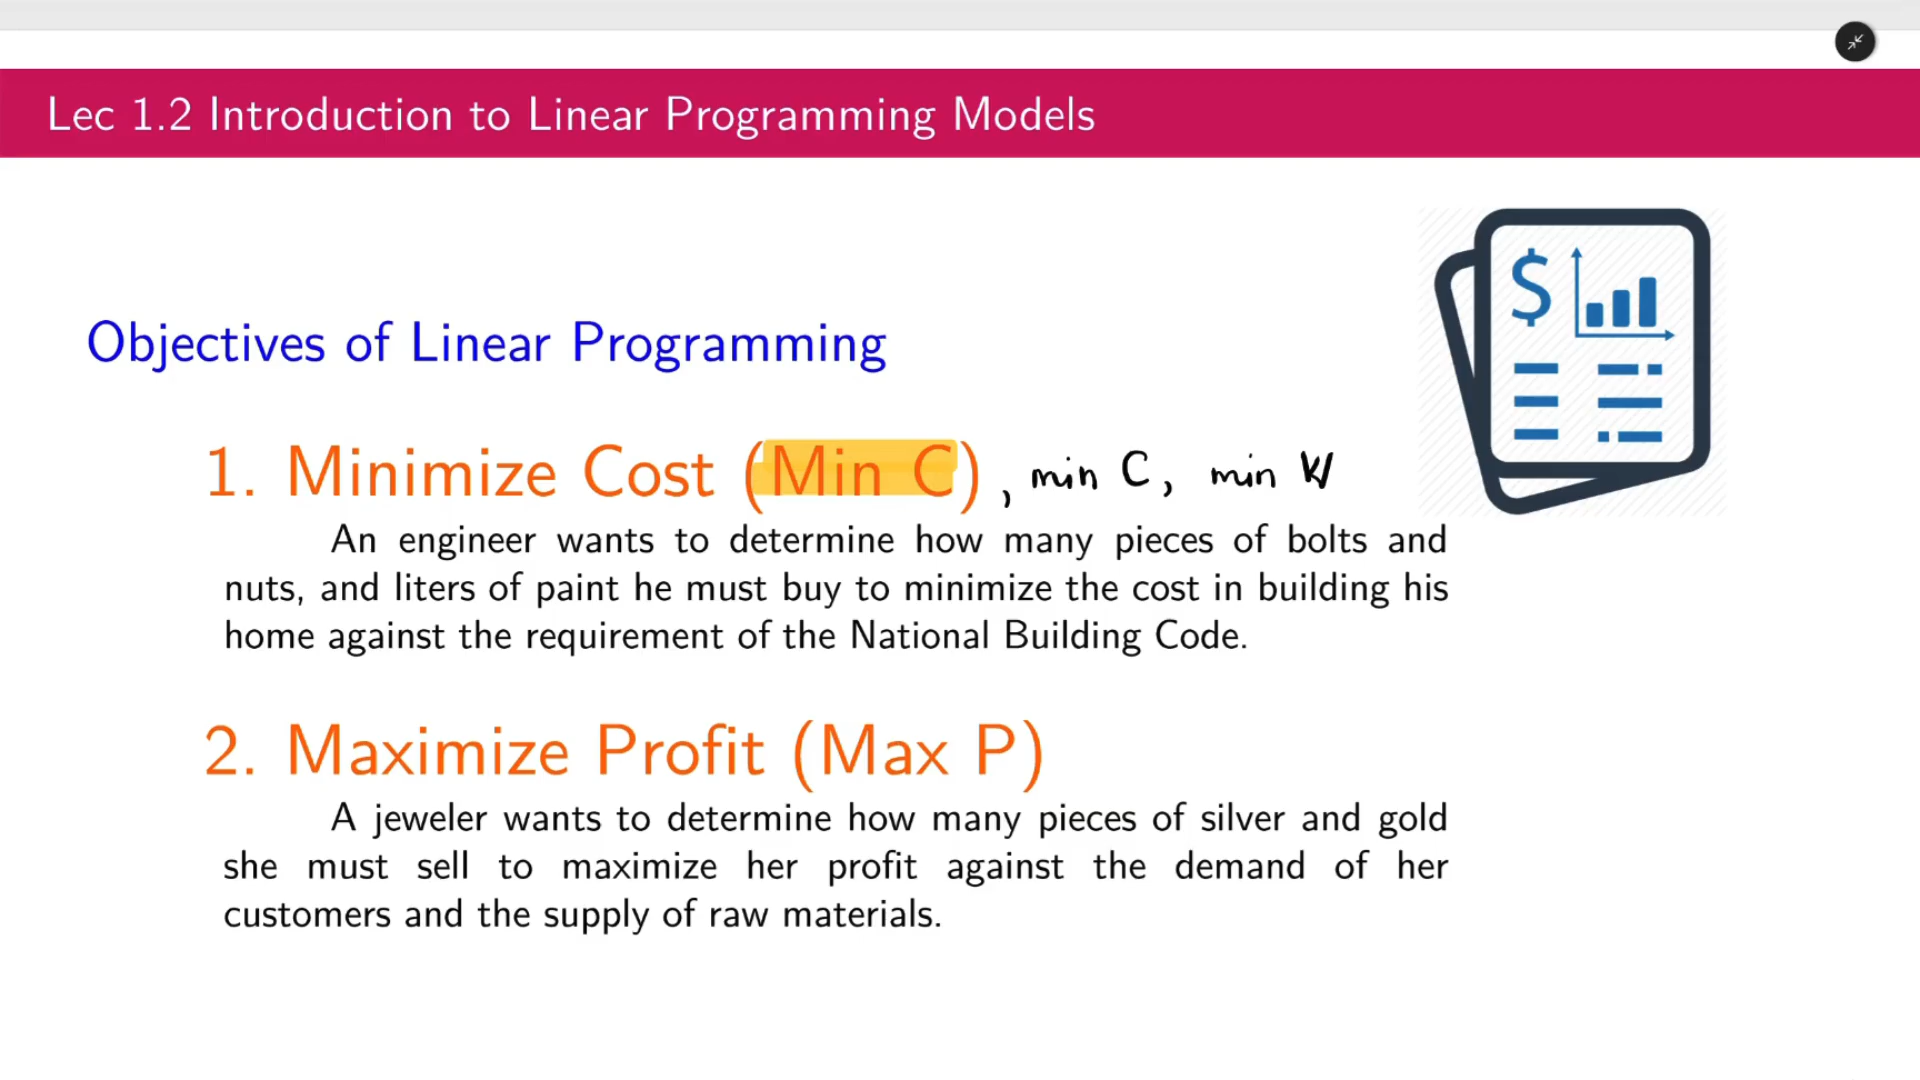 Lec 1.2 Introduction to Linear Programming Models
$
Objectives of Linear Programming
1. Minimize Cost (Min C) , min C, min W
An engineer wants to determine how many pieces of bolts and
nuts, and liters of paint he must buy to minimize the cost in building his
home against the requirement of the National Building Code.
2. Maximize Profit (Max P)
A jeweler wants to determine how many pieces of silver and gold
she must sell to maximize her profit against the demand of her
customers and the supply of raw materials.